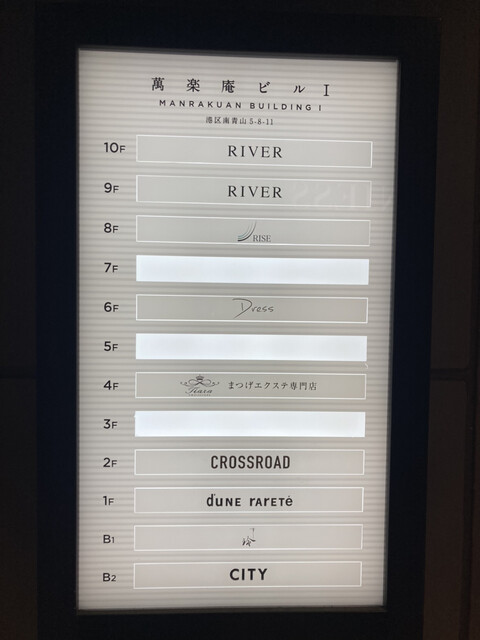 萬楽庵ビルI
MANRAKUAN BUILDING I
港区南青山 5-8-11
10F RIVER
9F RIVER
8F RISE
7F
6F Dress
5F
4F Tiara まつげエクステ専門店
3F
2F CROSSROAD
1F d'UNE rareté
B1
B2 CITY